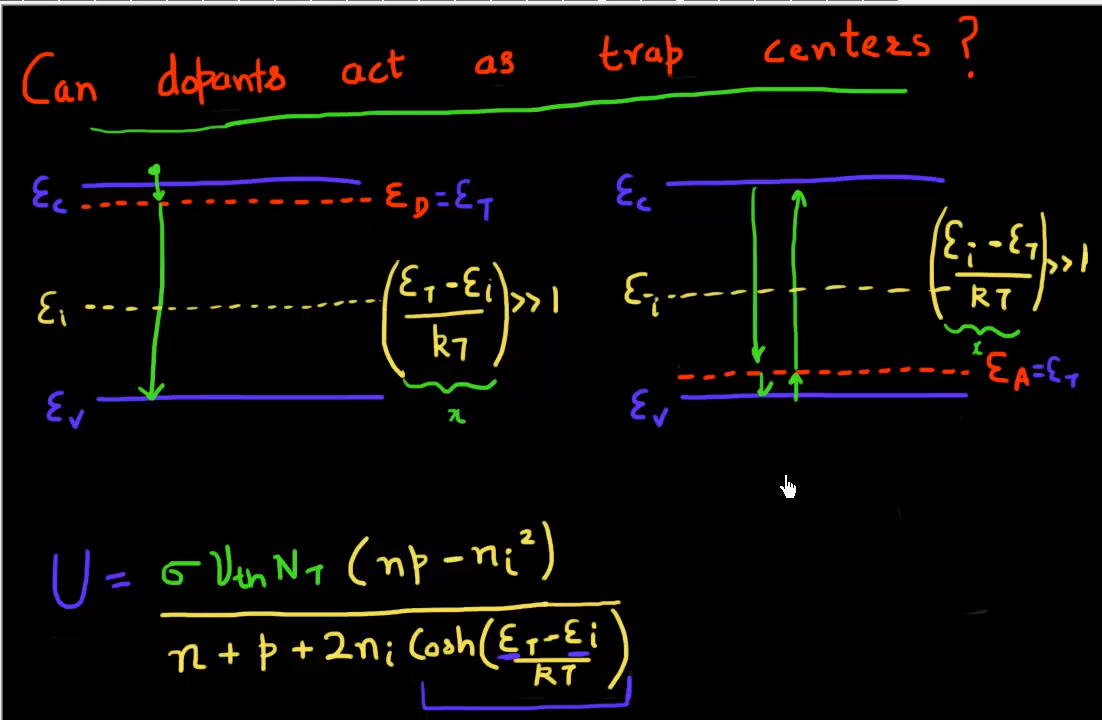 Can dopants act as trap centers?
Ec
ED = ET
Ei
(ET - Ei / kT) >> 1
x
Ev
Ec
Ei
(Ei - ET / kT) >> 1
x
EA = ET
Ev
U = σ νth NT (np - ni²)
n + p + 2ni Cosh(ET - Ei / kT)